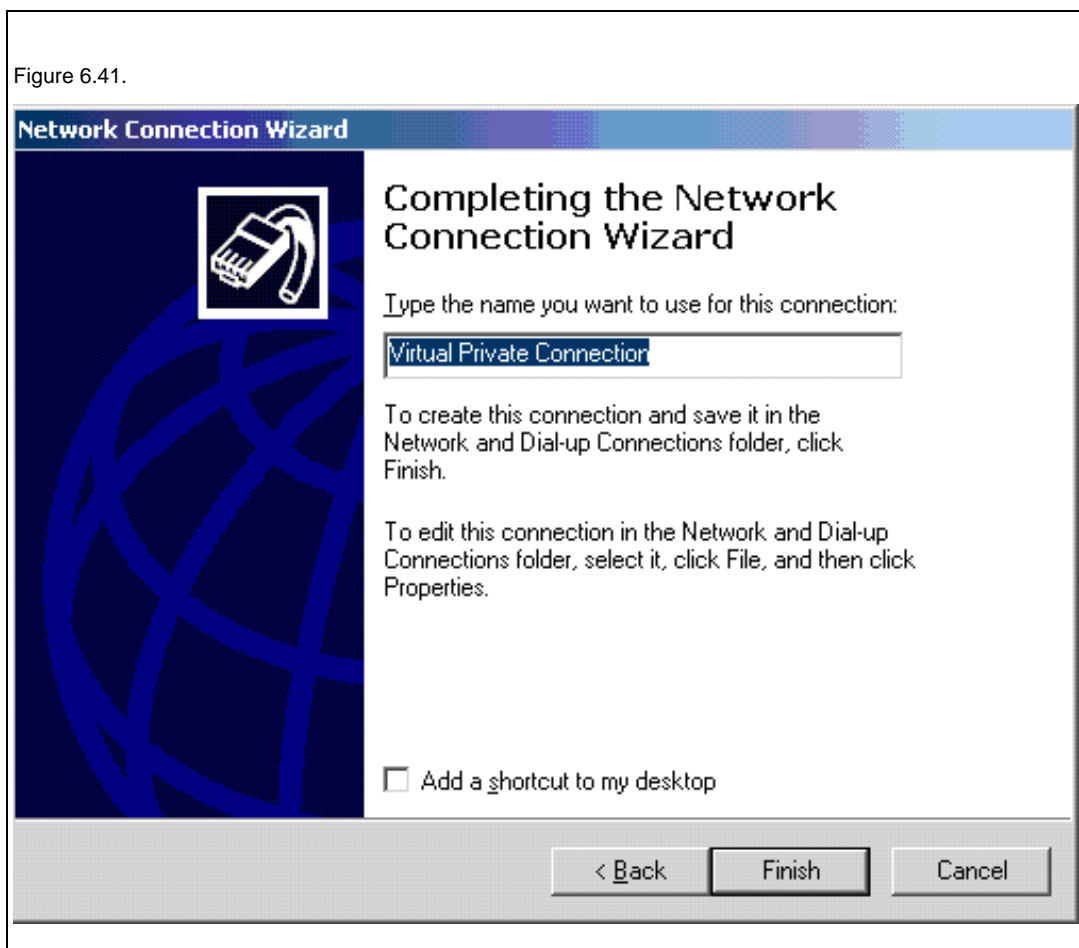 Figure 6.41.
Network Connection Wizard
Completing the Network
Connection Wizard
Type the name you want to use for this connection:
Virtual Private Connection
To create this connection and save it in the
Network and Dial-up Connections folder, click
Finish.
To edit this connection in the Network and Dial-up
Connections folder, select it, click File, and then click
Properties.
Add a shortcut to my desktop
< Back Finish Cancel